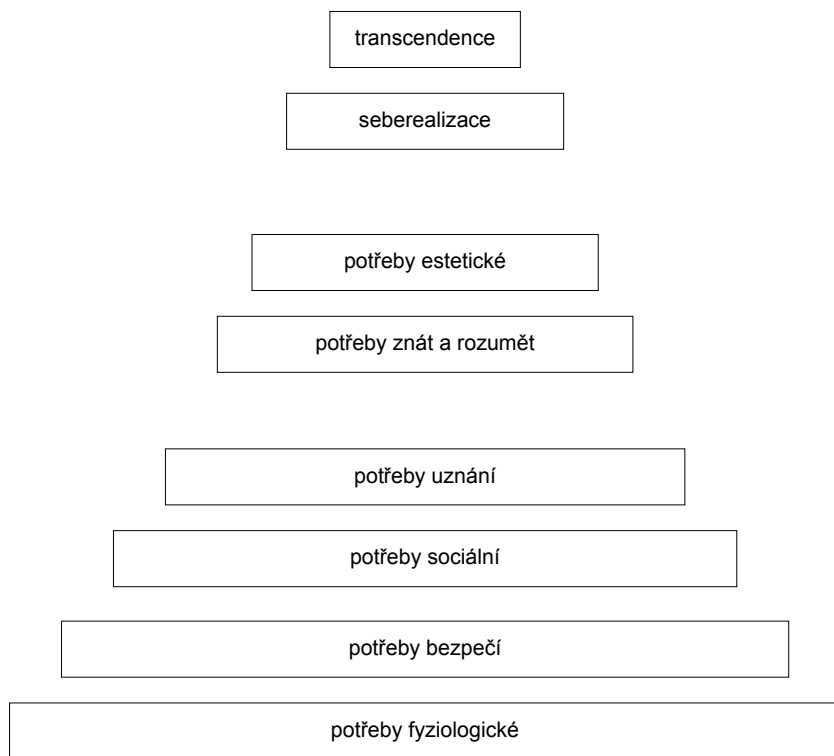 transcendence
seberealizace
potřeby estetické
potřeby znát a rozumět
potřeby uznání
potřeby sociální
potřeby bezpečí
potřeby fyziologické